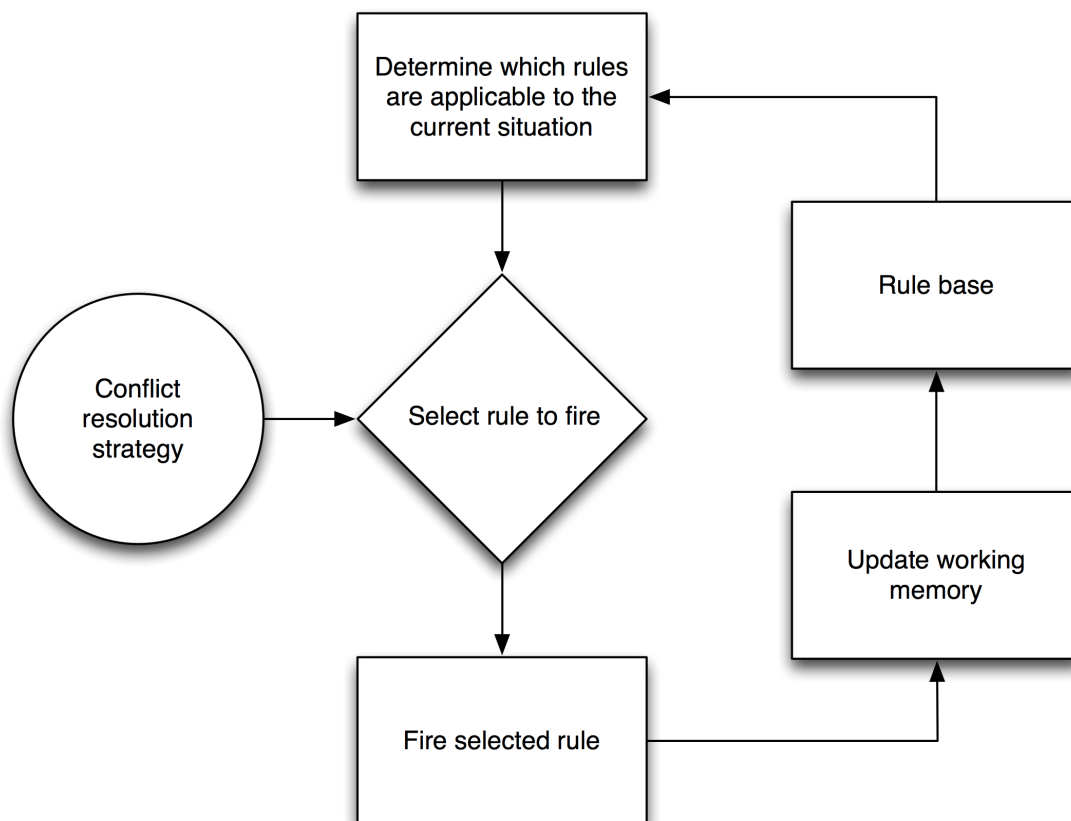 Determine which rules
are applicable to the
current situation
Rule base
Conflict
resolution
strategy
Select rule to fire
Update working
memory
Fire selected rule